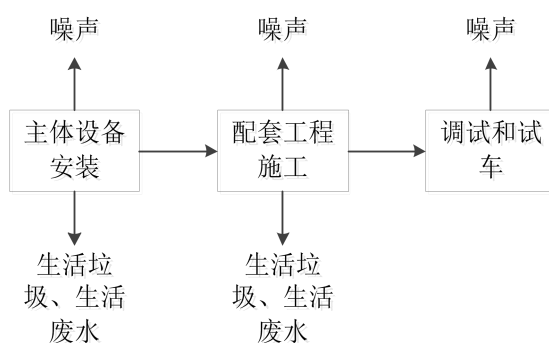 噪声
噪声
噪声
主体设备
安装
配套工程
施工
调试和试
车
生活垃
圾、生活
废水
生活垃
圾、生活
废水